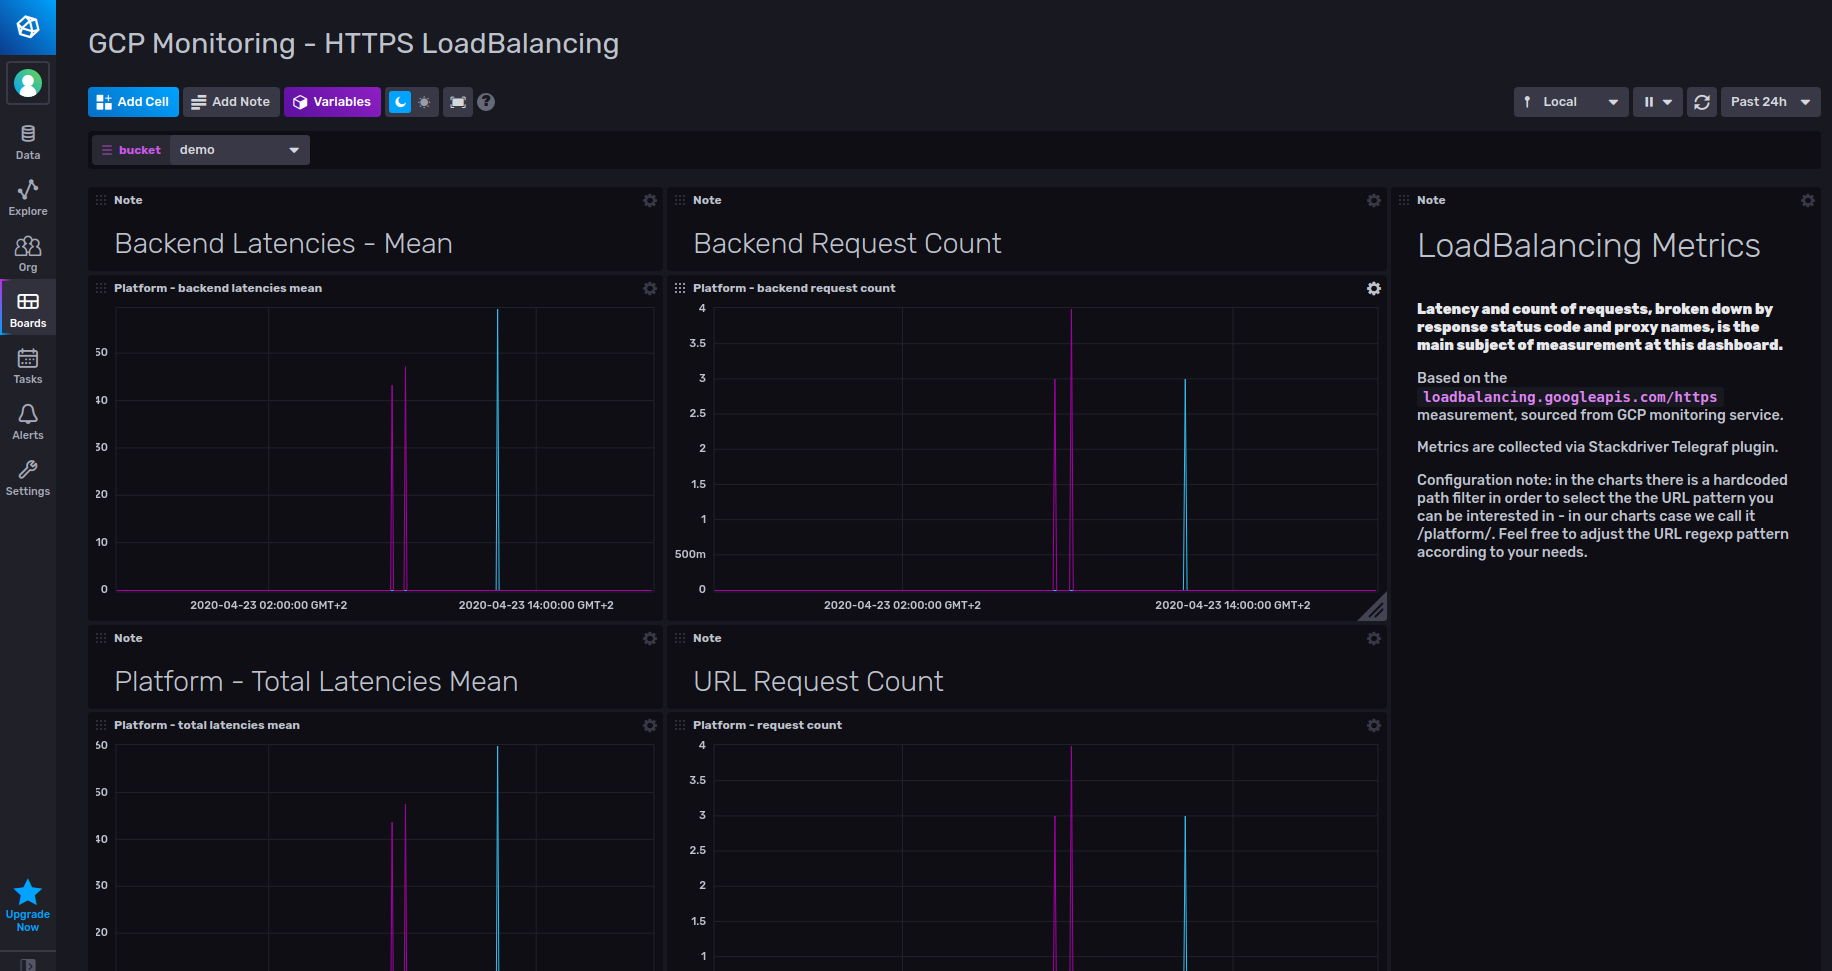 GCP Monitoring - HTTPS LoadBalancing
Add Cell
Add Note
Variables
?
Local
Past 24h
bucket
demo
Data
Explore
Org
Boards
Tasks
Alerts
Settings
Upgrade
Now
Note
Backend Latencies - Mean
Platform - backend latencies mean
50
40
30
20
10
0
2020-04-23 02:00:00 GMT+2
2020-04-23 14:00:00 GMT+2
Note
Backend Request Count
Platform - backend request count
4
3.5
3
2.5
2
1.5
1
500m
0
2020-04-23 02:00:00 GMT+2
2020-04-23 14:00:00 GMT+2
Note
LoadBalancing Metrics
Latency and count of requests, broken down by
response status code and proxy names, is the
main subject of measurement at this dashboard.
Based on the
loadbalancing.googleapis.com/https
measurement, sourced from GCP monitoring service.
Metrics are collected via Stackdriver Telegraf plugin.
Configuration note: in the charts there is a hardcoded
path filter in order to select the the URL pattern you
can be interested in - in our charts case we call it
/platform/. Feel free to adjust the URL regexp pattern
according to your needs.
Note
Platform - Total Latencies Mean
Platform - total latencies mean
60
50
40
30
20
Note
URL Request Count
Platform - request count
4
3.5
3
2.5
2
1.5
1